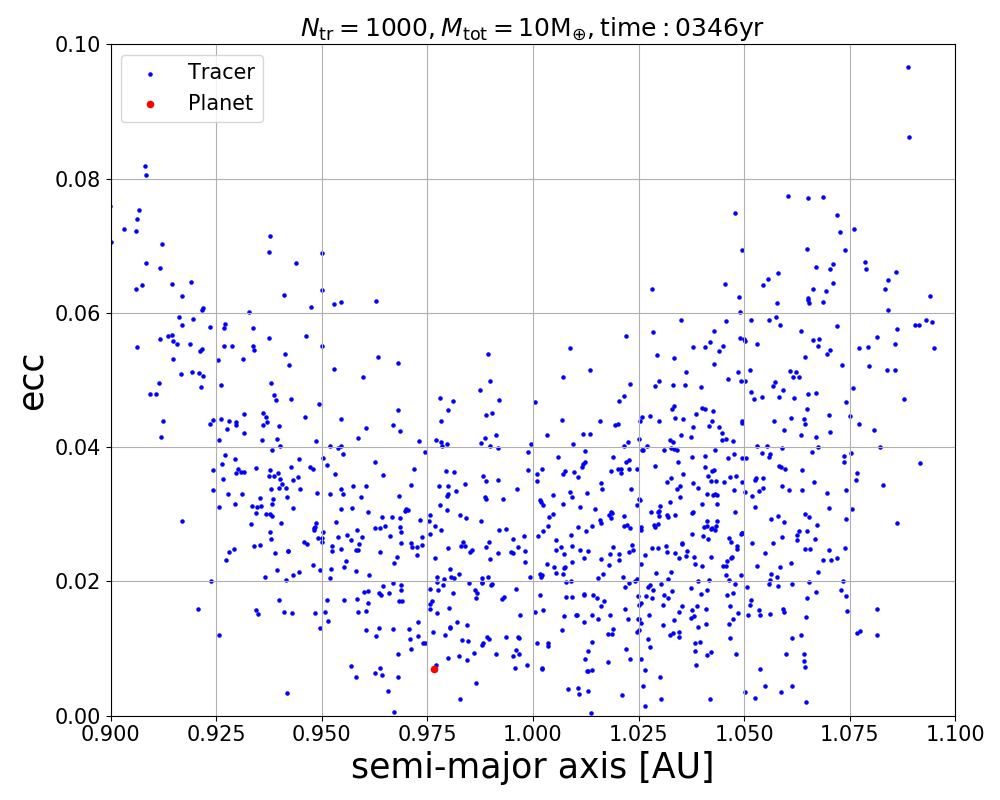 N_tr = 1000, M_tot = 10M_⊕, time : 0346yr
Tracer
Planet
0.10
0.08
0.06
0.04
0.02
0.00
ecc
0.900 0.925 0.950 0.975 1.000 1.025 1.050 1.075 1.100
semi-major axis [AU]